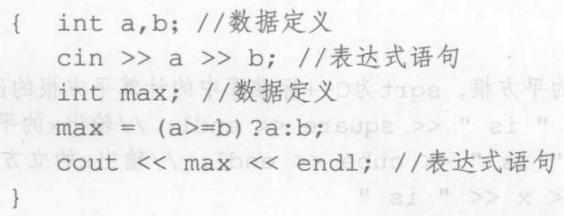 { int a,b; //数据定义
cin >> a >> b; //表达式语句
int max; //数据定义
max = (a>=b)?a:b;
cout << max << endl; //表达式语句
}